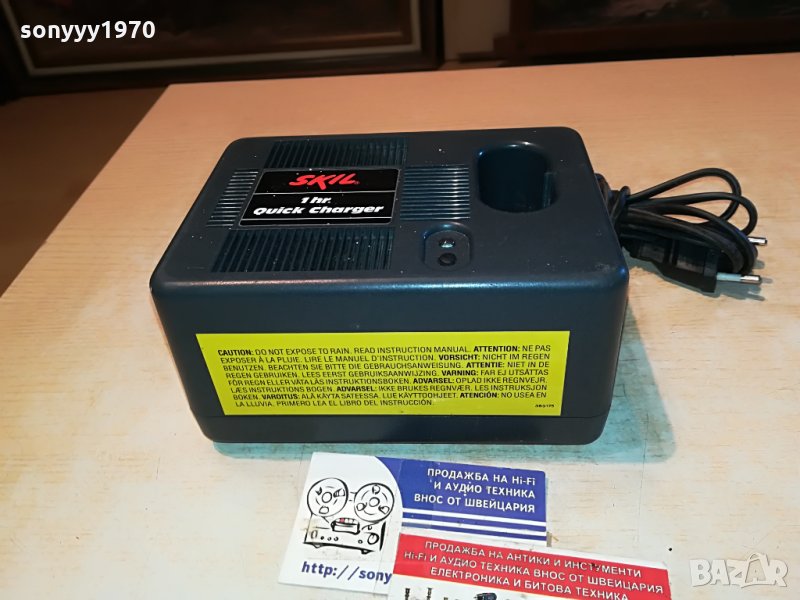 sonyyy1970
SKIL
1 hr.
Quick Charger
CAUTION: DO NOT EXPOSE TO RAIN. READ INSTRUCTION MANUAL. ATTENTION: NE PAS
EXPOSER À LA PLUIE. LIRE LE MANUEL D'INSTRUCTION. VORSICHT: NICHT IM REGEN
BENUTZEN. BEACHTEN SIE BITTE DIE GEBRAUCHSANWEISUNG. ATTENTIE: NIET IN DE
REGEN GEBRUIKEN. LEES EERST GEBRUIKSAANWIJZING. VARNING: FÅR EJ UTSÄTTAS
FÖR REGN ELLER VÄTA LÄS INSTRUKTIONSBOKEN. ADVARSEL: OPLAD IKKE REGNVEJR,
LÆS INSTRUKTIONS BOGEN. ADVARSEL: IKKE BRUKES REGNVÆR. LES INSTRUKSJON
BOKEN. VAROITUS: ÄLÄ KÄYTÄ SATEESSA. LUE KÄYTTÖOHJEET. ATENCIÓN: NO USEA EN
LA LLUVIA. PRIMERO LEA EL LIBRO DEL INSTRUCCIÓN.
ПРОДАЖБА НА Hi-Fi
И АУДИО ТЕХНИКА
ВНОС ОТ ШВЕЙЦАРИЯ
http://sony
ПРОДАЖБА НА АНТИКИ И ИНСТУМЕНТИ
Hi-Fi И АУДИО ТЕХНИКА ВНОС ОТ ШВЕЙЦАРИЯ
ЕЛЕКТРОНИКА И БИТОВА ТЕХНИКА
bazar